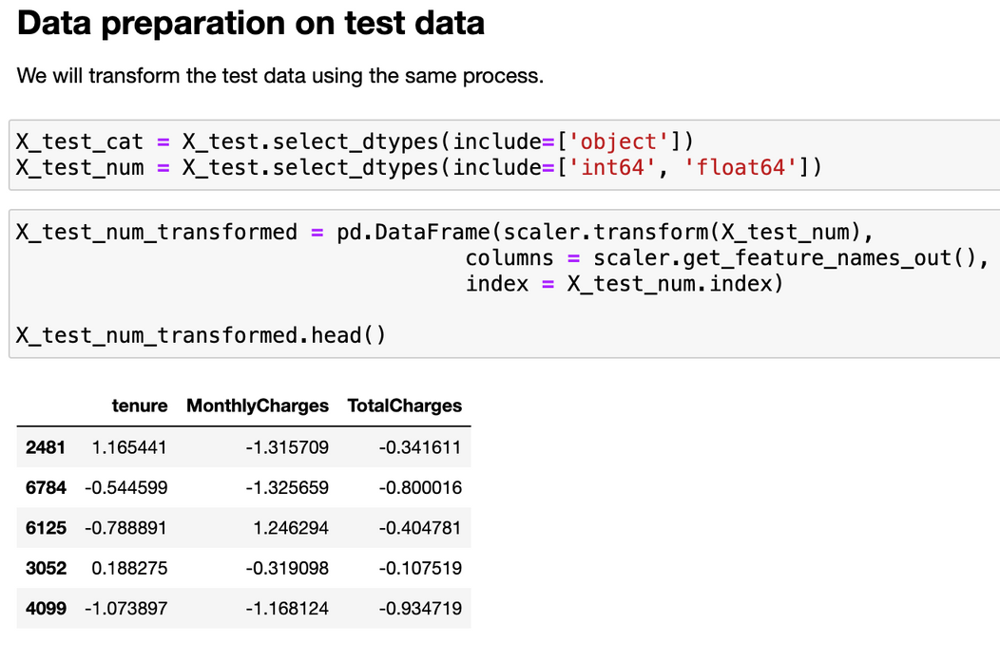 Data preparation on test data
We will transform the test data using the same process.
X_test_cat = X_test.select_dtypes(include=['object'])
X_test_num = X_test.select_dtypes(include=['int64', 'float64'])
X_test_num_transformed = pd.DataFrame(scaler.transform(X_test_num),
columns = scaler.get_feature_names_out(),
index = X_test_num.index)
X_test_num_transformed.head()
tenure MonthlyCharges TotalCharges
2481 1.165441 -1.315709 -0.341611
6784 -0.544599 -1.325659 -0.800016
6125 -0.788891 1.246294 -0.404781
3052 0.188275 -0.319098 -0.107519
4099 -1.073897 -1.168124 -0.934719